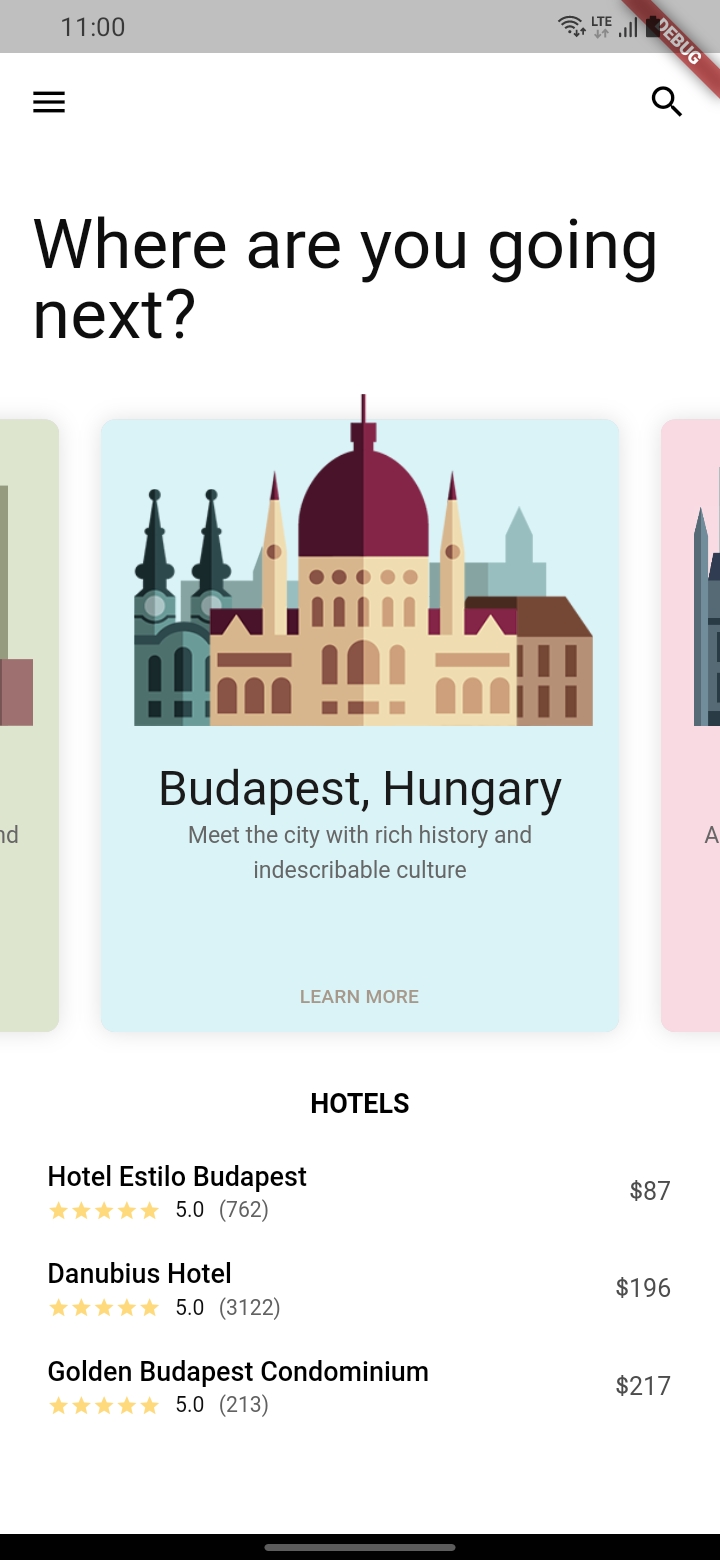 11:00
LTE
DEBUG
Where are you going
next?
Budapest, Hungary
Meet the city with rich history and
indescribable culture
LEARN MORE
HOTELS
Hotel Estilo Budapest
5.0 (762)
$87
Danubius Hotel
5.0 (3122)
$196
Golden Budapest Condominium
5.0 (213)
$217